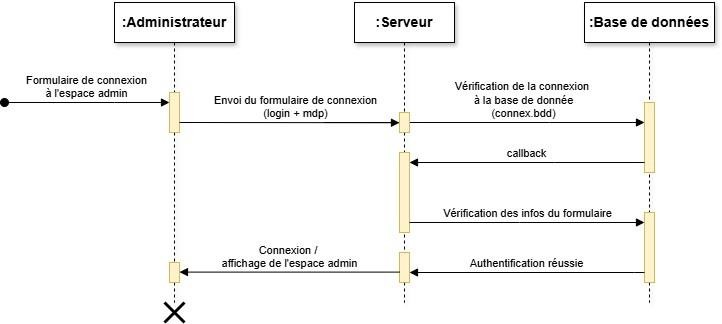 :Administrateur
:Serveur
:Base de données
Formulaire de connexion
à l'espace admin
Envoi du formulaire de connexion
(login + mdp)
Vérification de la connexion
à la base de donnée
(connex.bdd)
callback
Vérification des infos du formulaire
Connexion /
affichage de l'espace admin
Authentification réussie